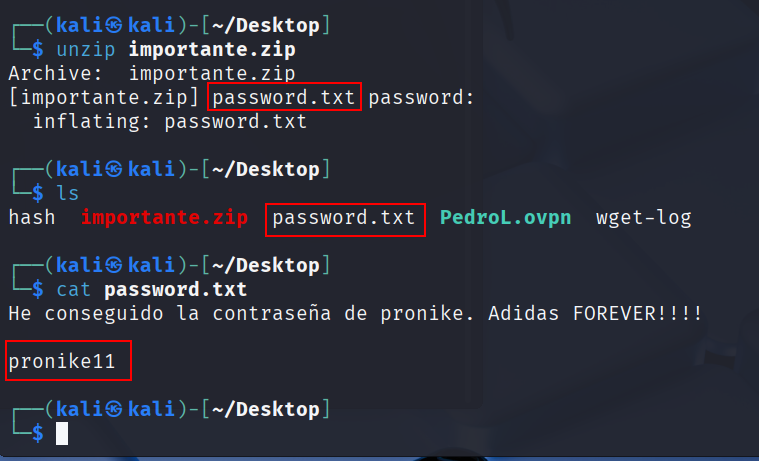 ┌──(kali㉿kali)-[~/Desktop]
└─$ unzip importante.zip
Archive:  importante.zip
[importante.zip] password.txt password:
  inflating: password.txt
┌──(kali㉿kali)-[~/Desktop]
└─$ ls
hash  importante.zip  password.txt  PedroL.ovpn  wget-log
┌──(kali㉿kali)-[~/Desktop]
└─$ cat password.txt
He conseguido la contraseña de pronike. Adidas FOREVER!!!!
pronike11
┌──(kali㉿kali)-[~/Desktop]
└─$